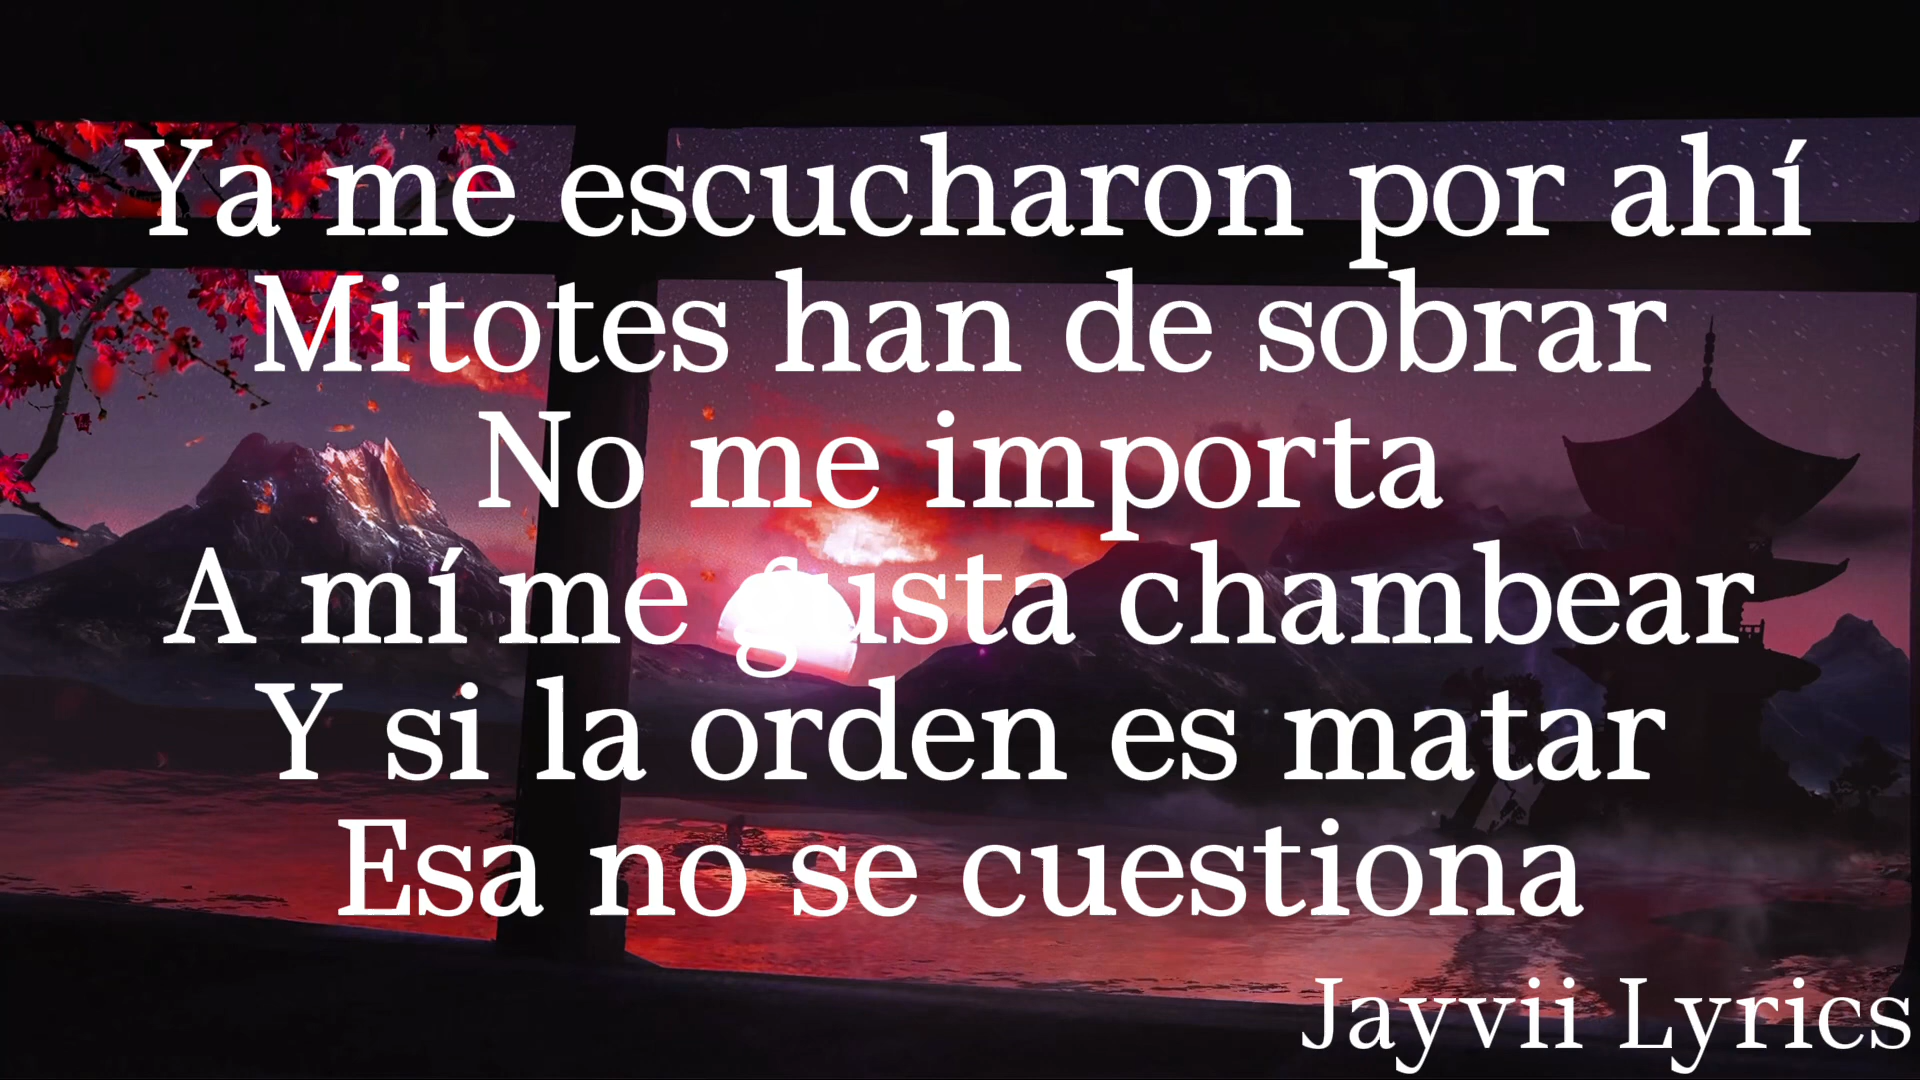 Ya me escucharon por ahí
Mitotes han de sobrar
No me importa
A mí me gusta chambear
Y si la orden es matar
Esa no se cuestiona
Jayvii Lyrics